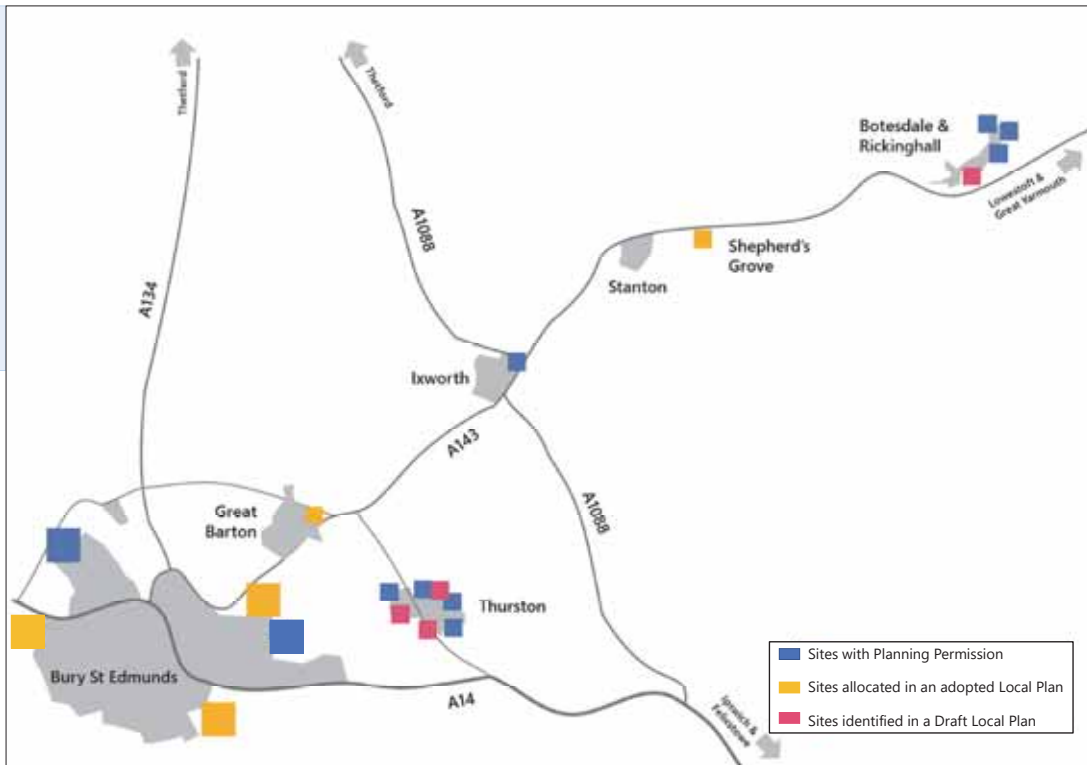 Thetford
Thetford
Botesdale &
Rickinghall
Lowestoft &
Great Yarmouth
A1088
A134
Shepherd's
Grove
Stanton
Ixworth
A143
A1088
Great
Barton
Thurston
Bury St Edmunds
A14
Ipswich &
Felixstowe
Sites with Planning Permission
Sites allocated in an adopted Local Plan
Sites identified in a Draft Local Plan